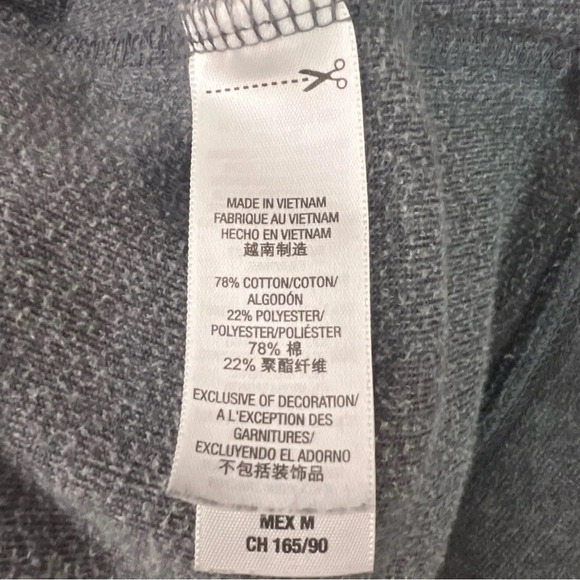 MADE IN VIETNAM
FABRIQUE AU VIETNAM
HECHO EN VIETNAM
越南制造
78% COTTON/COTON/
ALGODÓN
22% POLYESTER/
POLYESTER/POLIÉSTER
78% 棉
22% 聚酯纤维
EXCLUSIVE OF DECORATION/
A L'EXCEPTION DES
GARNITURES/
EXCLUYENDO EL ADORNO
不包括装饰品
MEX M
CH 165/90